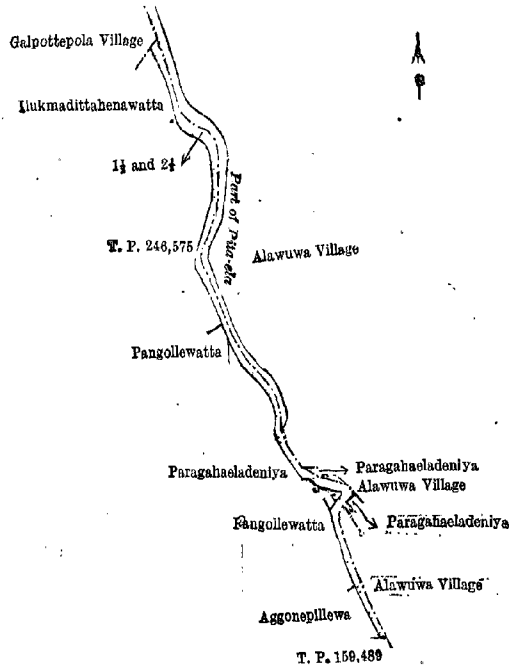 Galpottepola Village
Ilukmadittahenawatta
1½ and 2½
Part of Pita-ela
T. P. 246,575
Alawuwa Village
Pangollewatta
Paragahaeladeniya
Paragahaeladeniya
Alawuwa Village
Pangollewatta
Paragahaeladeniya
Alawuwa Village
Aggonepillewa
T. P. 159,489